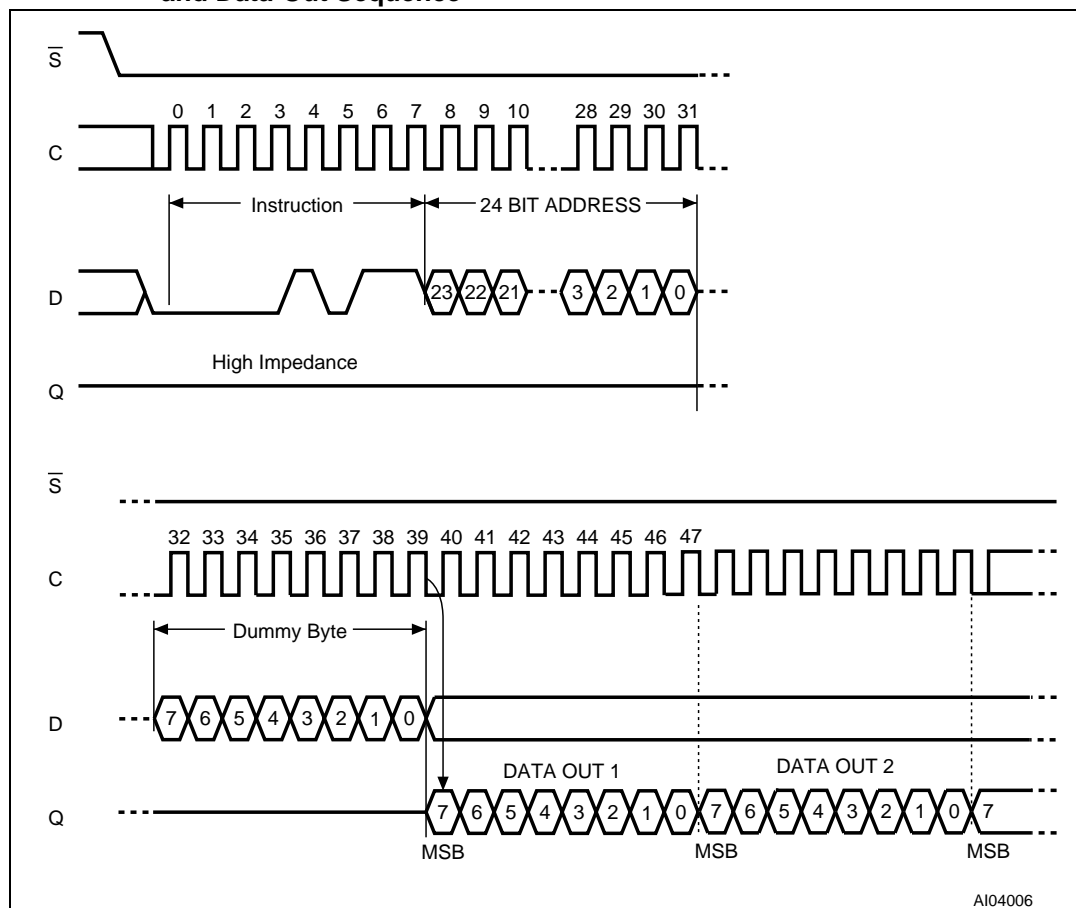 and Data-Out Sequence
S
0 1 2 3 4 5 6 7 8 9 10 28 29 30 31
C
Instruction 24 BIT ADDRESS
D
23 22 21 3 2 1 0
High Impedance
Q
S
32 33 34 35 36 37 38 39 40 41 42 43 44 45 46 47
C
Dummy Byte
D
7 6 5 4 3 2 1 0
DATA OUT 1 DATA OUT 2
Q
7 6 5 4 3 2 1 0 7 6 5 4 3 2 1 0 7
MSB MSB MSB
AI04006